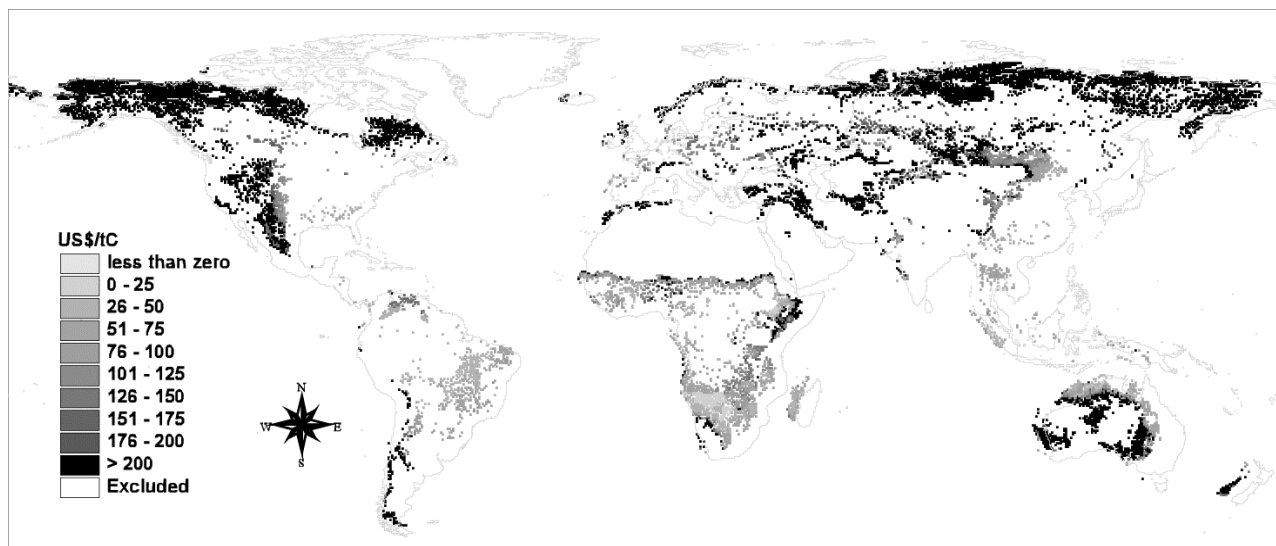 US$/tC
less than zero
0 - 25
26 - 50
51 - 75
76 - 100
101 - 125
126 - 150
151 - 175
176 - 200
> 200
Excluded
N
W E
S